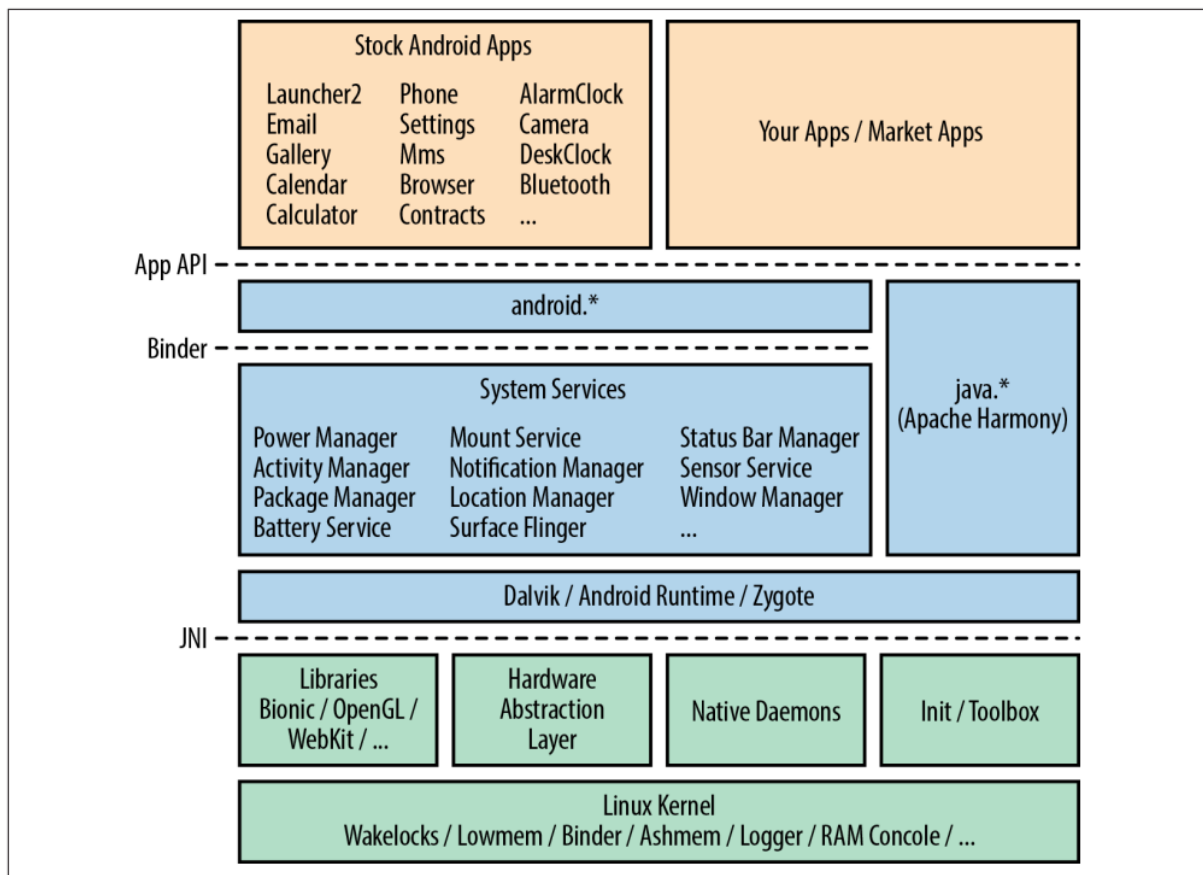 Stock Android Apps
Launcher2 Phone AlarmClock
Email Settings Camera
Gallery Mms DeskClock
Calendar Browser Bluetooth
Calculator Contracts ...
Your Apps / Market Apps
App API
android.*
Binder
System Services
Power Manager Mount Service Status Bar Manager
Activity Manager Notification Manager Sensor Service
Package Manager Location Manager Window Manager
Battery Service Surface Flinger ...
java.*
(Apache Harmony)
Dalvik / Android Runtime / Zygote
JNI
Libraries
Bionic / OpenGL /
WebKit / ...
Hardware
Abstraction
Layer
Native Daemons
Init / Toolbox
Linux Kernel
Wakelocks / Lowmem / Binder / Ashmem / Logger / RAM Concole / ...